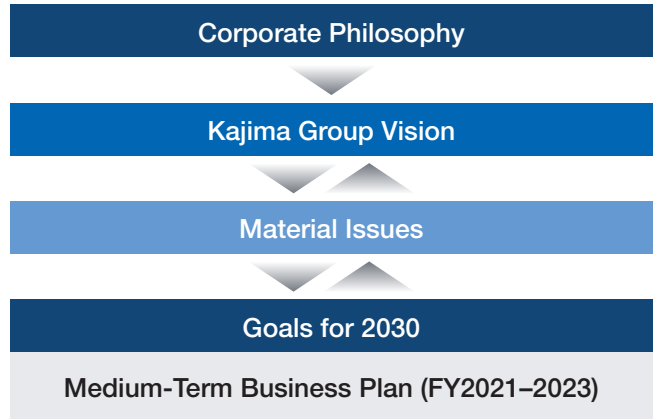 Corporate Philosophy
Kajima Group Vision
Material Issues
Goals for 2030
Medium-Term Business Plan (FY2021–2023)